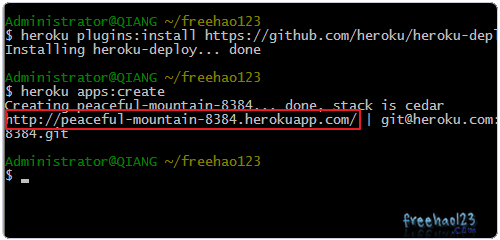 Administrator@QIANG ~/freehao123
$ heroku plugins:install https://github.com/heroku/heroku-depl
Installing heroku-deploy... done
Administrator@QIANG ~/freehao123
$ heroku apps:create
Creating peaceful-mountain-8384... done, stack is cedar
http://peaceful-mountain-8384.herokuapp.com/ | git@heroku.com:
8384.git
Administrator@QIANG ~/freehao123
$
freehao123
.com